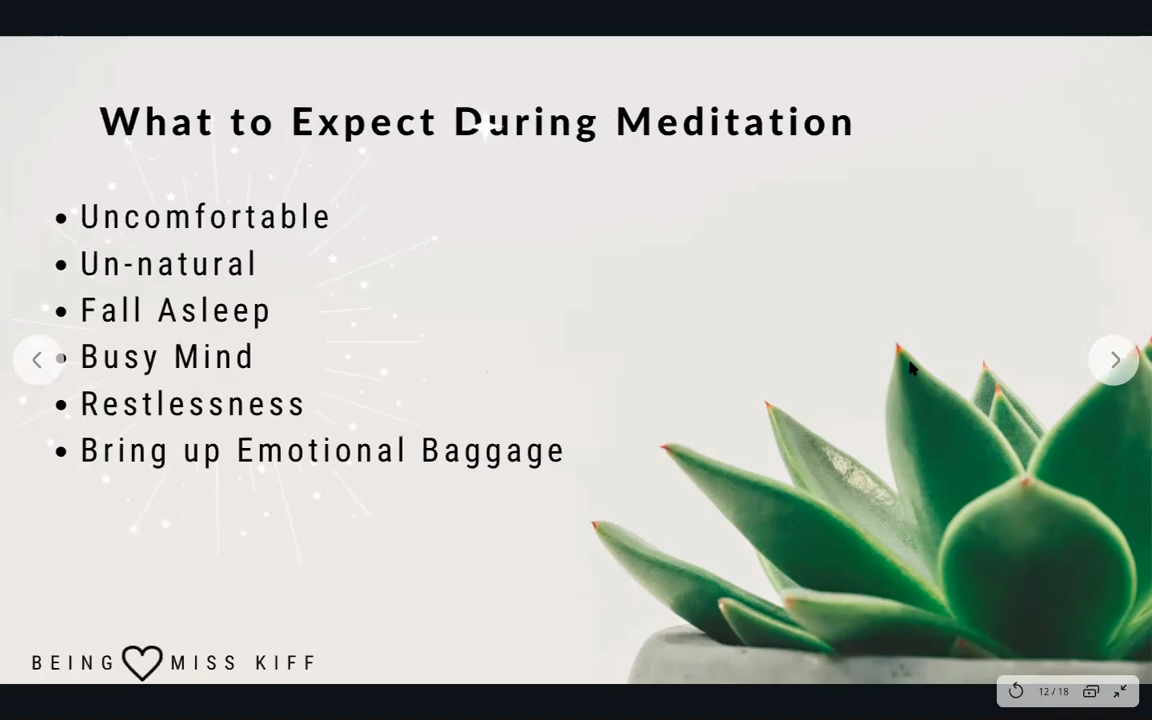 What to Expect During Meditation
Uncomfortable
Un-natural
Fall Asleep
Busy Mind
Restlessness
Bring up Emotional Baggage
BEING MISS KIFF
12/18